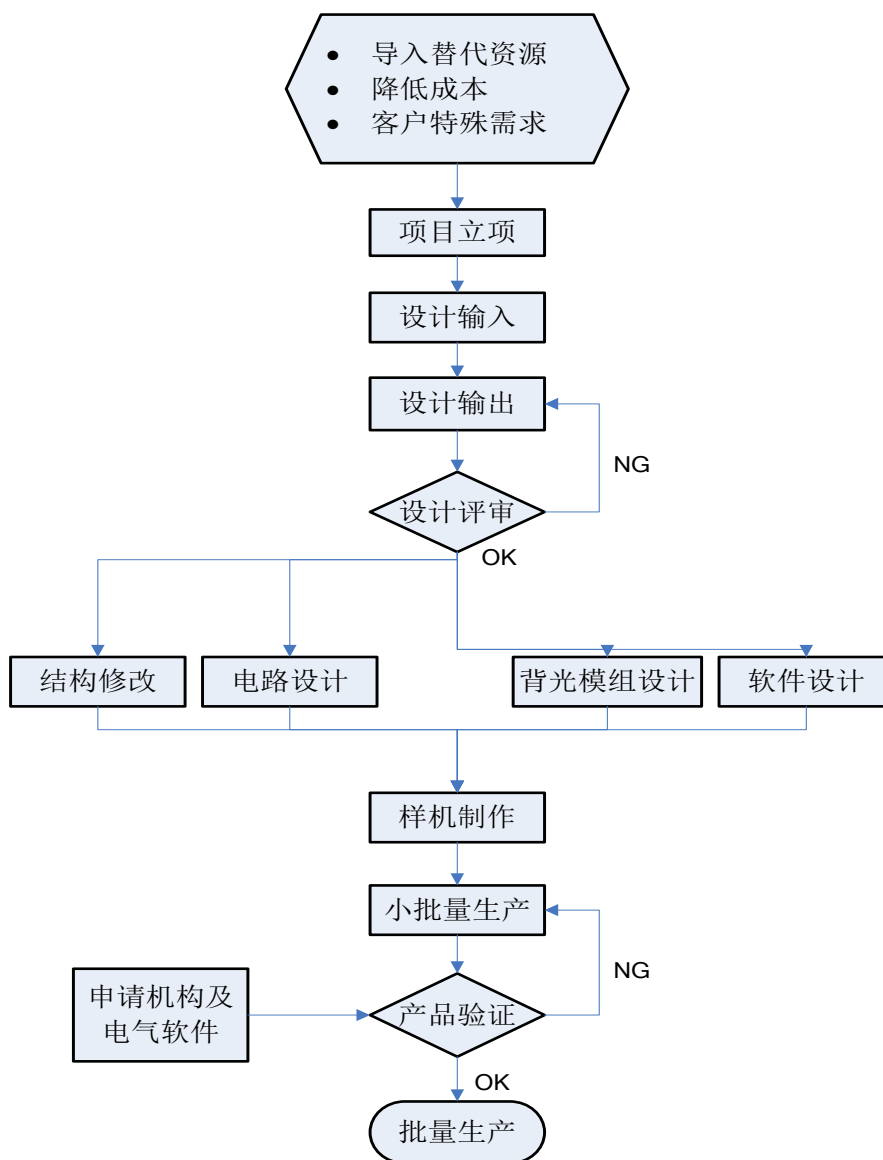 • 导入替代资源
• 降低成本
• 客户特殊需求
项目立项
设计输入
设计输出
NG
设计评审
OK
结构修改
电路设计
背光模组设计
软件设计
样机制作
小批量生产
NG
申请机构及
电气软件
产品验证
OK
批量生产